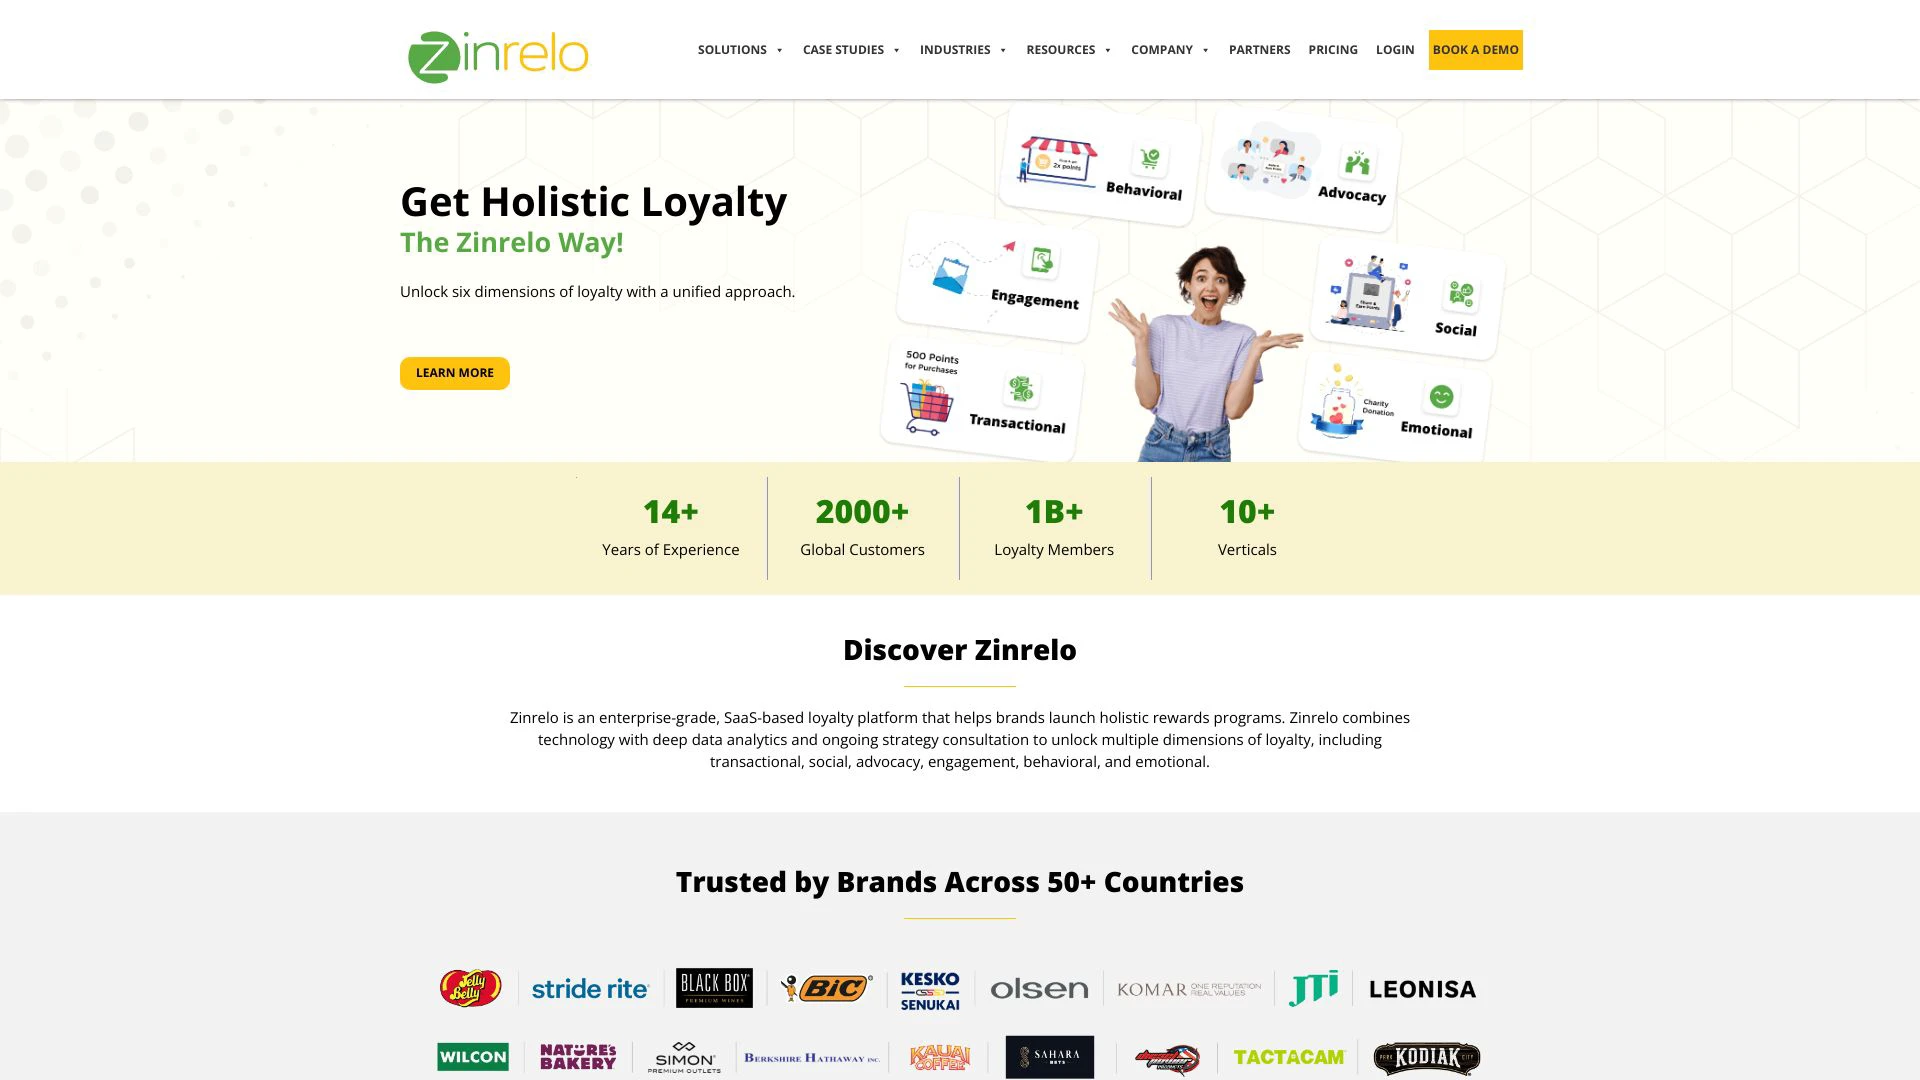 zinrelo
SOLUTIONS
CASE STUDIES
INDUSTRIES
RESOURCES
COMPANY
PARTNERS
PRICING
LOGIN
BOOK A DEMO
Get Holistic Loyalty
The Zinrelo Way!
Unlock six dimensions of loyalty with a unified approach.
LEARN MORE
2x points
Behavioral
Advocacy
Engagement
Share &
Earn Points
Social
500 Points
for Purchases
Transactional
Charity
Donation
Emotional
14+
Years of Experience
2000+
Global Customers
1B+
Loyalty Members
10+
Verticals
Discover Zinrelo
Zinrelo is an enterprise-grade, SaaS-based loyalty platform that helps brands launch holistic rewards programs. Zinrelo combines
technology with deep data analytics and ongoing strategy consultation to unlock multiple dimensions of loyalty, including
transactional, social, advocacy, engagement, behavioral, and emotional.
Trusted by Brands Across 50+ Countries
Jelly Belly
stride rite
BLACK BOX
PREMIUM WINES
BiC
KESKO
SENUKAI
olsen
KOMAR ONE REPUTATION
REAL VALUES
JTi
LEONISA
WILCON
NATURE'S
BAKERY
SIMON
PREMIUM OUTLETS
BERKSHIRE HATHAWAY INC.
KAUAI
COFFEE
SAHARA
BETS
TACTACAM
PARK KODIAK CITY